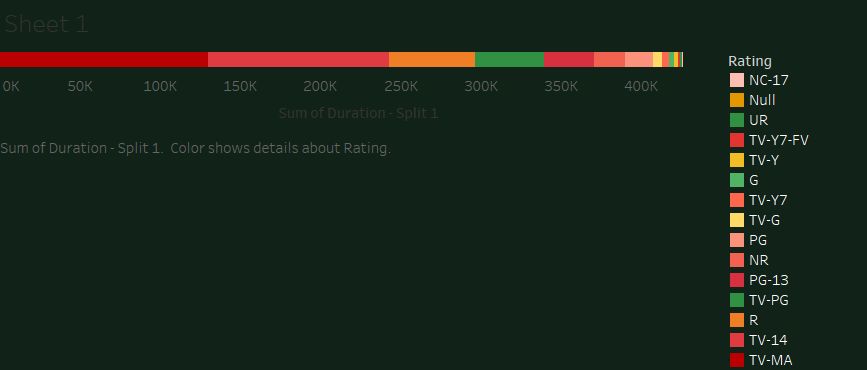 Sheet 1
0K 50K 100K 150K 200K 250K 300K 350K 400K
Sum of Duration - Split 1
Sum of Duration - Split 1. Color shows details about Rating.
Rating
NC-17
Null
UR
TV-Y7-FV
TV-Y
G
TV-Y7
TV-G
PG
NR
PG-13
TV-PG
R
TV-14
TV-MA